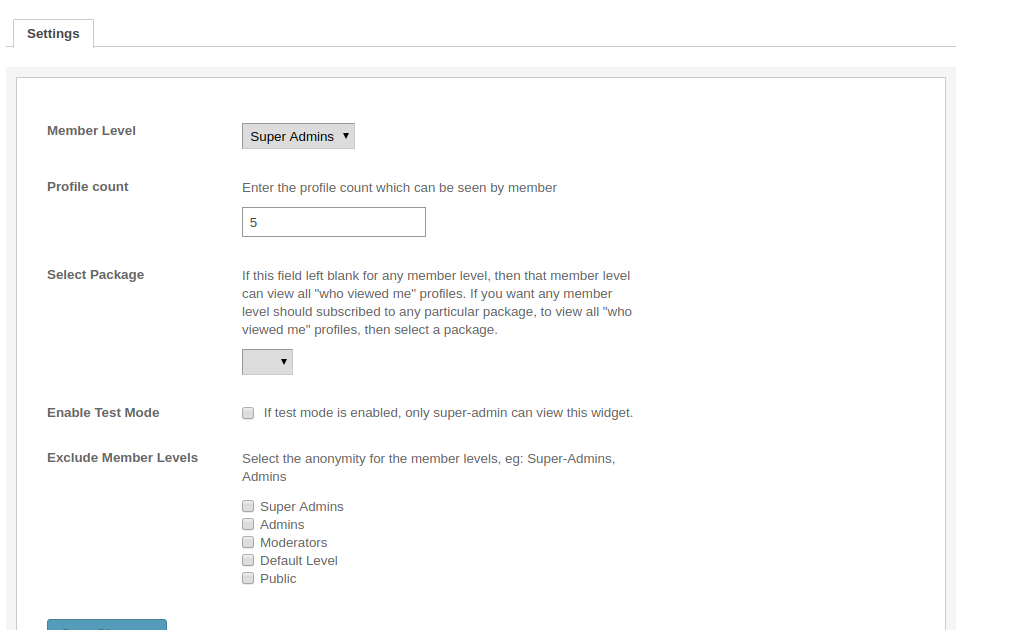 Settings
Member Level
Super Admins
Profile count
Enter the profile count which can be seen by member
5
Select Package
If this field left blank for any member level, then that member level
can view all "who viewed me" profiles. If you want any member
level should subscribed to any particular package, to view all "who
viewed me" profiles, then select a package.
Enable Test Mode
If test mode is enabled, only super-admin can view this widget.
Exclude Member Levels
Select the anonymity for the member levels, eg: Super-Admins,
Admins
Super Admins
Admins
Moderators
Default Level
Public